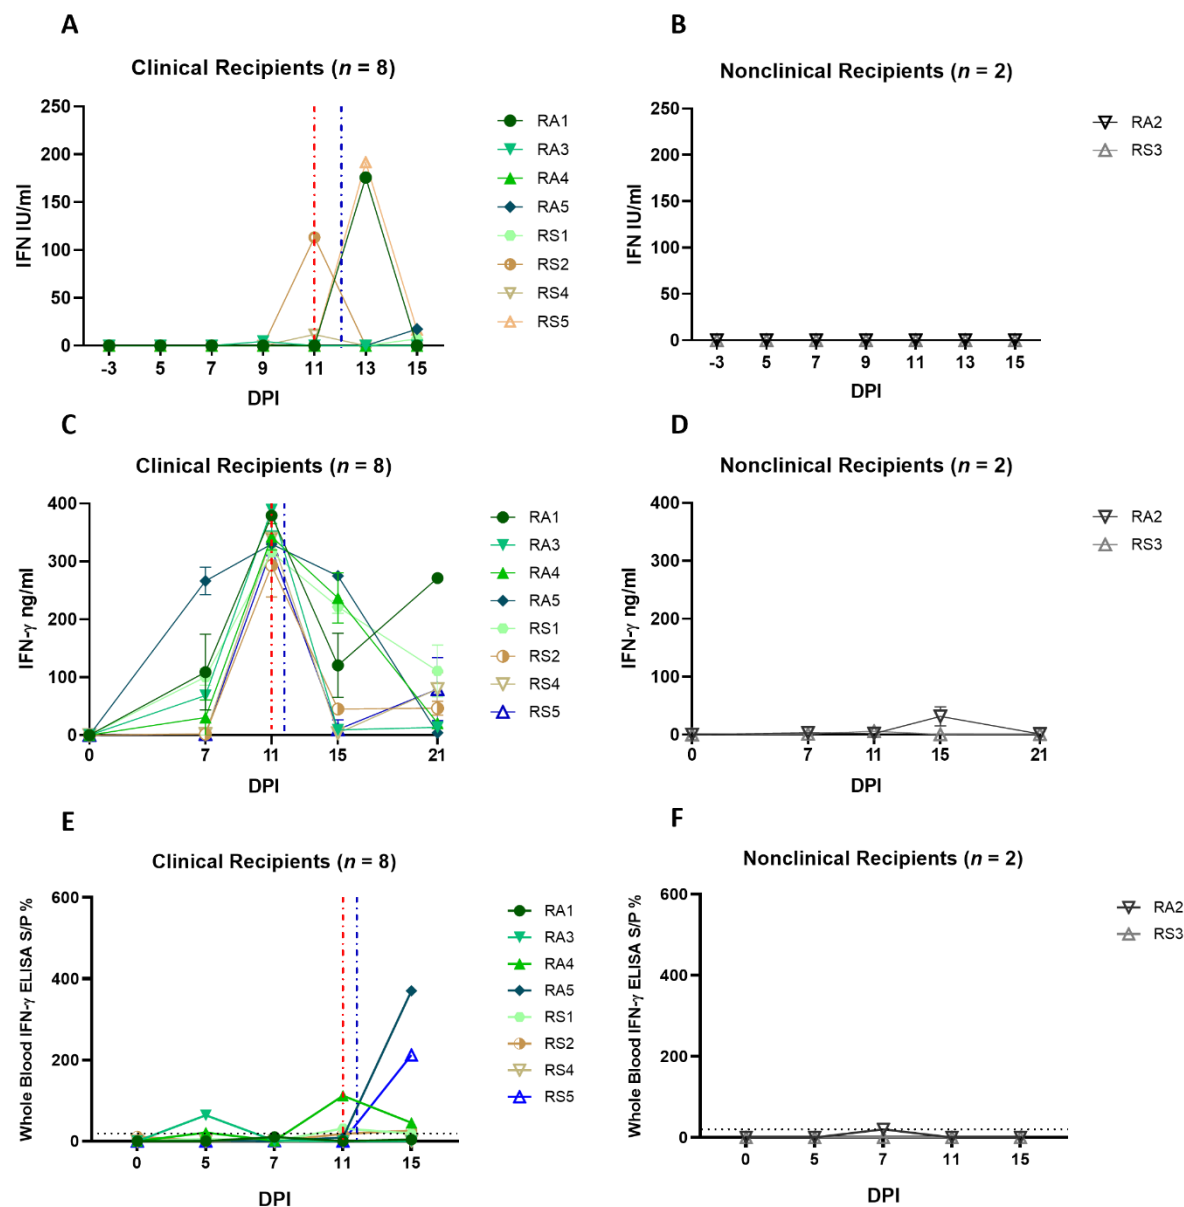 A
Clinical Recipients (n = 8)
IFN IU/ml
250
200
150
100
50
0
-3 5 7 9 11 13 15
DPI
RA1
RA3
RA4
RA5
RS1
RS2
RS4
RS5
B
Nonclinical Recipients (n = 2)
IFN IU/ml
250
200
150
100
50
0
-3 5 7 9 11 13 15
DPI
RA2
RS3
C
Clinical Recipients (n = 8)
IFN-γ ng/ml
400
300
200
100
0
0 7 11 15 21
DPI
RA1
RA3
RA4
RA5
RS1
RS2
RS4
RS5
D
Nonclinical Recipients (n = 2)
IFN-γ ng/ml
400
300
200
100
0
0 7 11 15 21
DPI
RA2
RS3
E
Clinical Recipients (n = 8)
Whole Blood IFN-γ ELISA S/P %
600
400
200
0
0 5 7 11 15
DPI
RA1
RA3
RA4
RA5
RS1
RS2
RS4
RS5
F
Nonclinical Recipients (n = 2)
Whole Blood IFN-γ ELISA S/P %
600
400
200
0
0 5 7 11 15
DPI
RA2
RS3